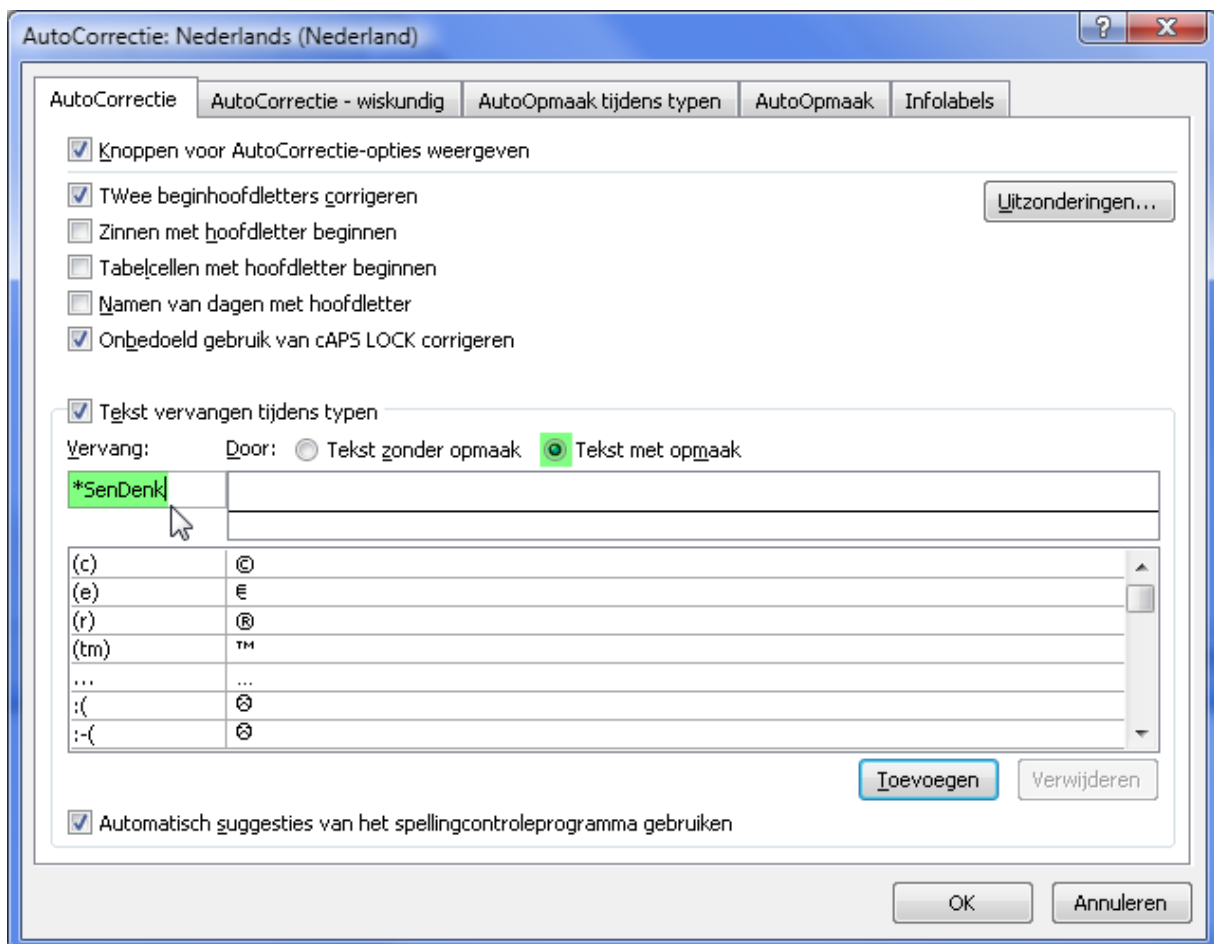 AutoCorrectie: Nederlands (Nederland)
AutoCorrectie AutoCorrectie - wiskundig AutoOpmaak tijdens typen AutoOpmaak Infolabels
Knoppen voor AutoCorrectie-opties weergeven
TWee beginhoofdletters corrigeren
Uitzonderingen...
Zinnen met hoofdletter beginnen
Tabelcellen met hoofdletter beginnen
Namen van dagen met hoofdletter
Onbedoeld gebruik van cAPS LOCK corrigeren
Tekst vervangen tijdens typen
Vervang: Door: Tekst zonder opmaak Tekst met opmaak
*SenDenk
(c) ©
(e) €
(r) ®
(tm) ™
... ...
:( ☹
:-( ☹
Toevoegen Verwijderen
Automatisch suggesties van het spellingcontroleprogramma gebruiken
OK Annuleren